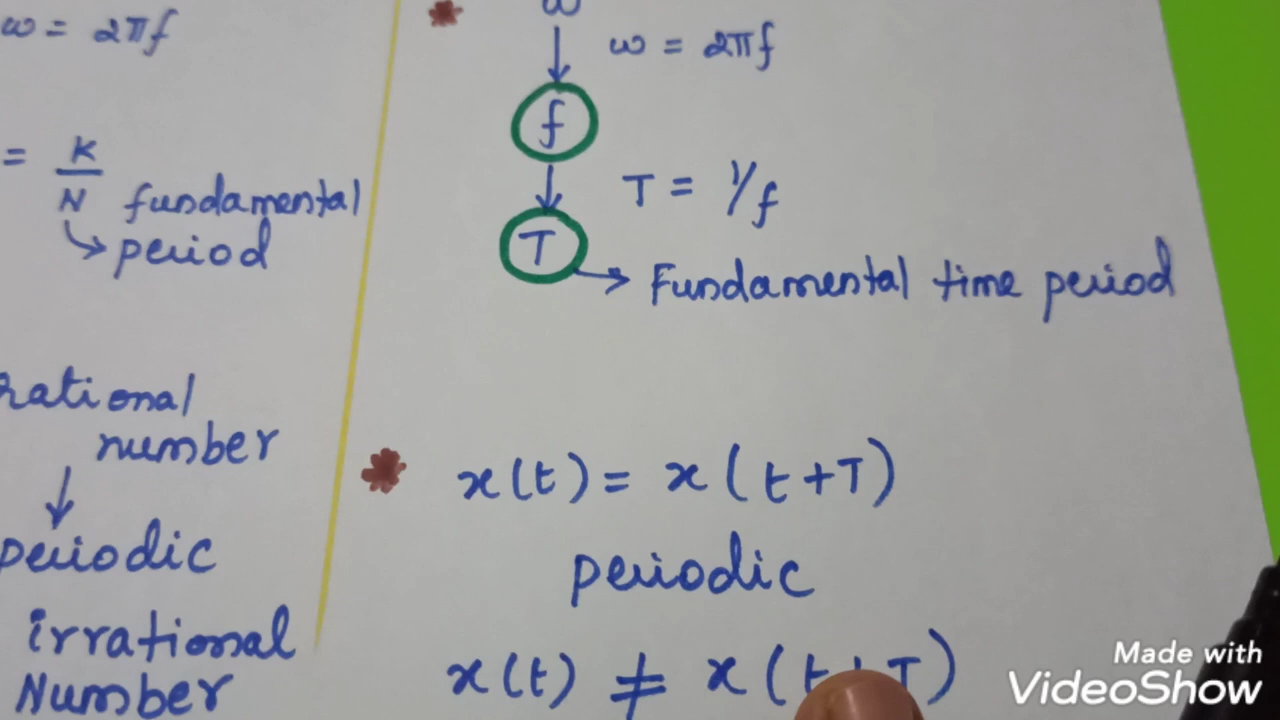 ω = 2πf
= K/N fundamental
period
rational
number
↓
periodic
irrational
Number
ω
↓ ω = 2πf
f
↓ T = 1/f
T
→ Fundamental time period
x(t) = x(t+T)
periodic
x(t) ≠ x(t+T)
Made with
VideoShow